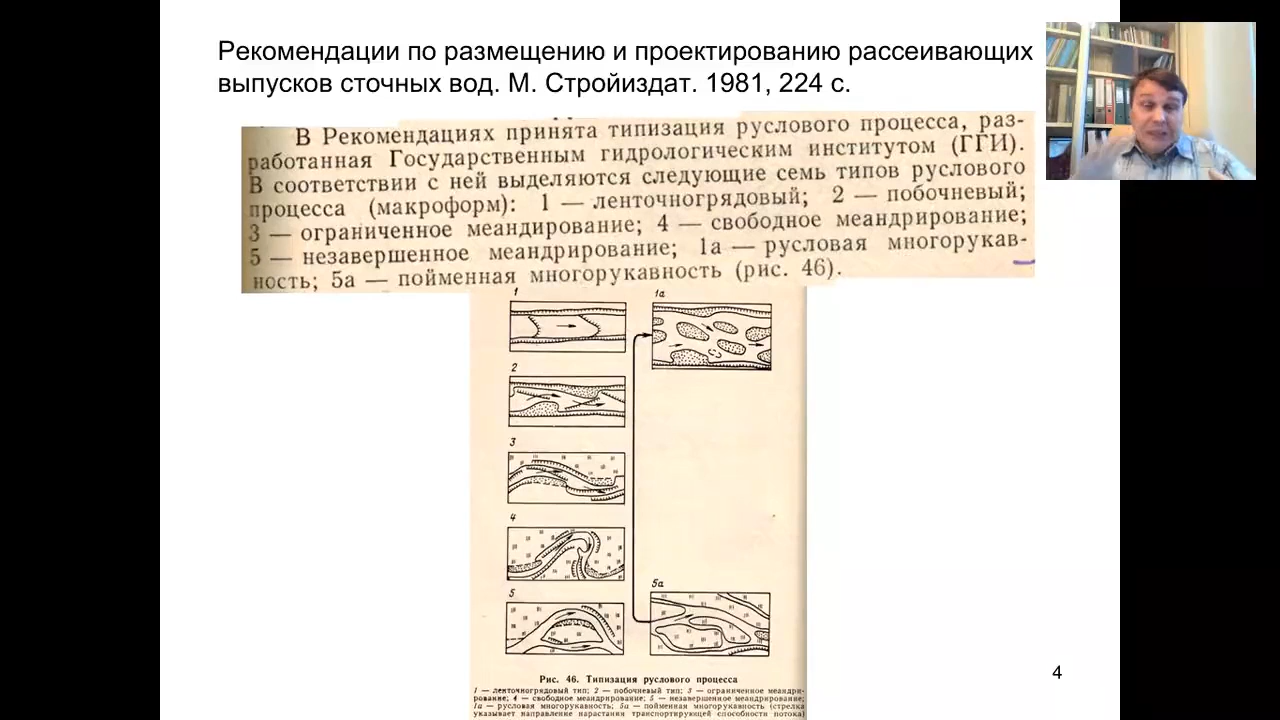 Рекомендации по размещению и проектированию рассеивающих
выпусков сточных вод. М. Стройиздат. 1981, 224 с.
В Рекомендациях принята типизация руслового процесса, раз-
работанная Государственным гидрологическим институтом (ГГИ).
В соответствии с ней выделяются следующие семь типов руслового
процесса (макроформ): 1 — ленточногрядовый; 2 — побочневый;
3 — ограниченное меандирование; 4 — свободное меандрирование;
5 — незавершенное меандрирование; 1а — русловая многорукав-
ность; 5а — пойменная многорукавность (рис. 46).
1
1а
2
3
4
5
5а
Рис. 46. Типизация руслового процесса
1 — ленточногрядовый тип; 2 — побочневый тип; 3 — ограниченное меандри-
рование; 4 — свободное меандрирование; 5 — незавершенное меандрирование;
1а — русловая многорукавность; 5а — пойменная многорукавность (стрелка
указывает направление нарастания транспортирующей способности потока)
4